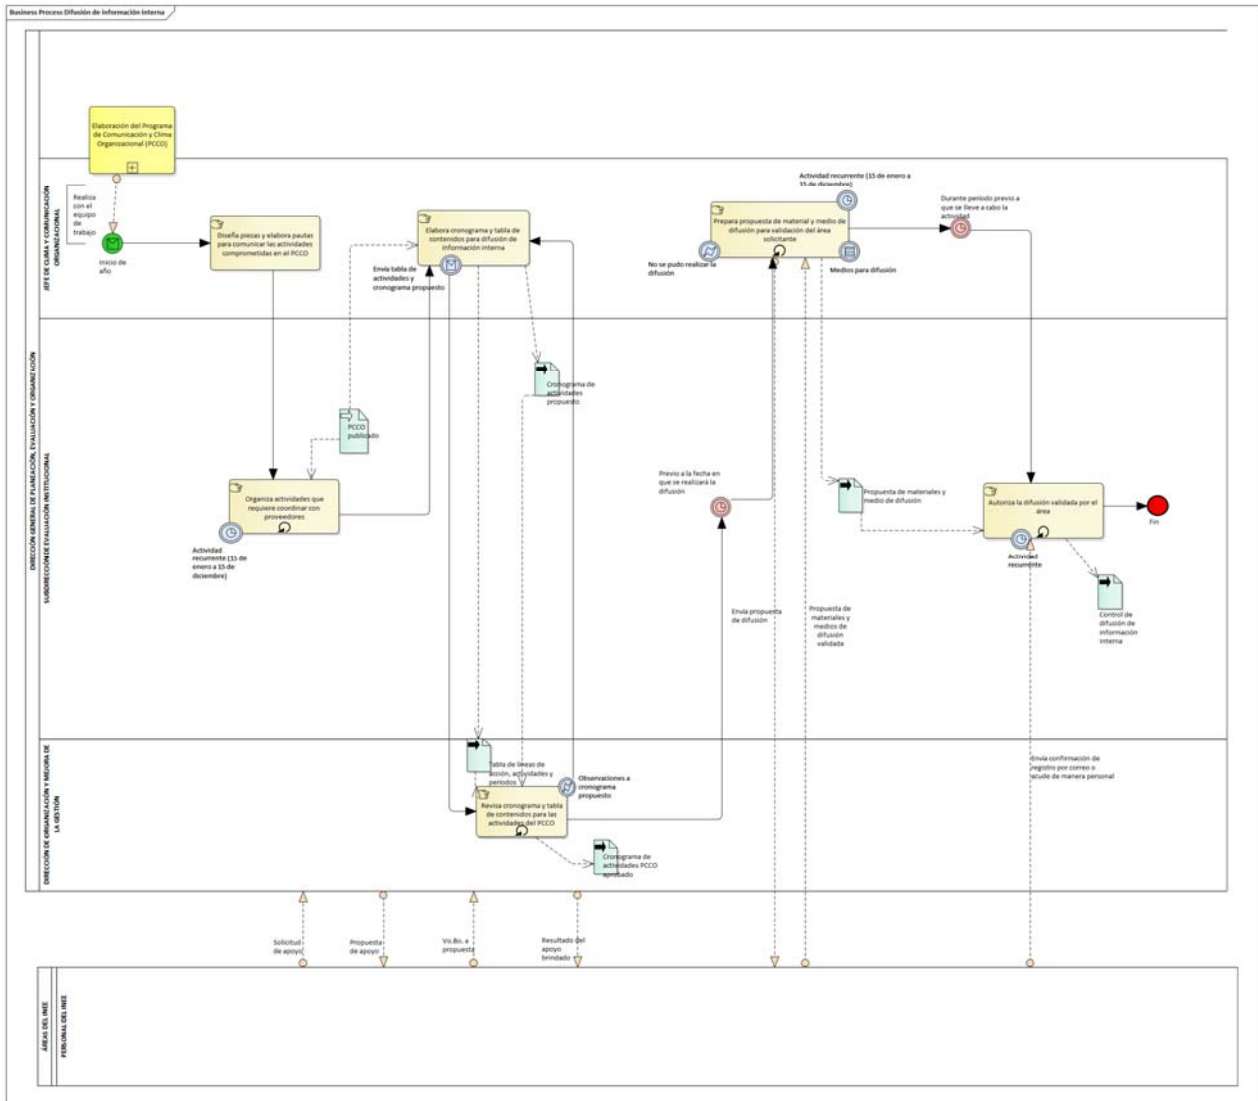 Business Process Difusión de información interna
DIRECCIÓN GENERAL DE PLANEACIÓN, EVALUACIÓN Y ORGANIZACIÓN
Elaboración del Programa
de Comunicación y Clima
Organizacional (PCCO)
JEFE DE CLIMA Y COMUNICACIÓN
ORGANIZACIONAL
Realiza
con el
equipo
de
trabajo
Inicio de
año
Diseña piezas y elabora pautas
para comunicar las actividades
comprometidas en el PCCO
Elabora cronograma y tabla de
contenidos para difusión de
información interna
Envía tabla de
actividades y
cronograma propuesto
Actividad recurrente (15 de enero a
15 de diciembre)
Prepara propuesta de material y medio de
difusión para validación del área
solicitante
No se pudo realizar la
difusión
Medios para difusión
Durante periodo previo a
que se lleve a cabo la
actividad
SUBDIRECCIÓN DE EVALUACIÓN INSTITUCIONAL
Cronograma de
actividades
propuesto
PCCO
publicado
Organiza actividades que
requiere coordinar con
proveedores
Actividad
recurrente (15 de
enero a 15 de
diciembre)
Previo a la fecha en
que se realizará la
difusión
Propuesta de materiales y
medio de difusión
Autoriza la difusión validada por el
área
Fin
Actividad
recurrente
Control de
difusión de
información
interna
Envía propuesta
de difusión
Propuesta de
materiales y
medios de
difusión
validada
DIRECCIÓN DE ORGANIZACIÓN Y MEJORA DE
LA GESTIÓN
Tabla de líneas de
acción, actividades y
periodos
Observaciones a
cronograma
propuesto
Revisa cronograma y tabla
de contenidos para las
actividades del PCCO
Cronograma de
actividades PCCO
aprobado
Envía confirmación de
registro por correo o
acude de manera personal
Solicitud
de apoyo
Propuesta
de apoyo
Vo.Bo. a
propuesta
Resultado del
apoyo
brindado
ÁREAS DEL INEE
PERSONAL DEL INEE